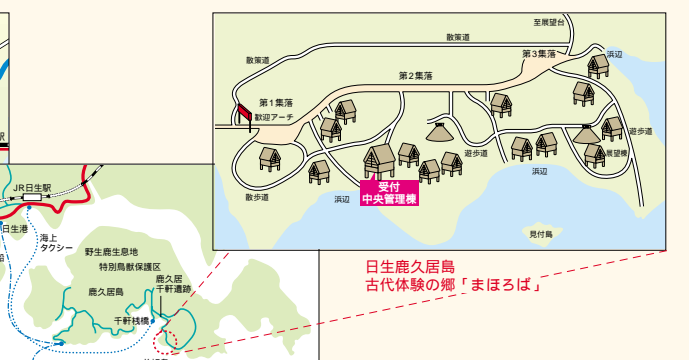 至展望台
散策道
散策道
第3集落
浜辺
第2集落
第1集落
歓迎アーチ
遊歩道
遊歩道
展望棟
受付
中央管理棟
散歩道
浜辺
浜辺
見付島
駅
JR日生駅
日生港
海上
タクシー
野生鹿生息地
特別鳥獣保護区
鹿久居島
鹿久居
千軒遺跡
千軒桟橋
日生鹿久居島
古代体験の郷「まほろば」